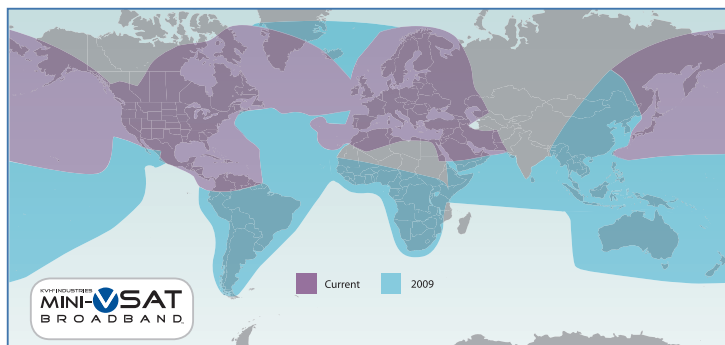 Current
2009
KVH INDUSTRIES
MINI-VSAT
BROADBAND